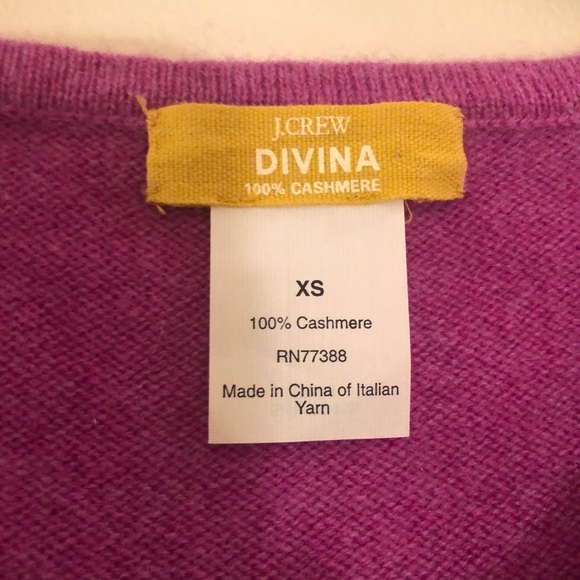 J.CREW
DIVINA
100% CASHMERE
XS
100% Cashmere
RN77388
Made in China of Italian
Yarn